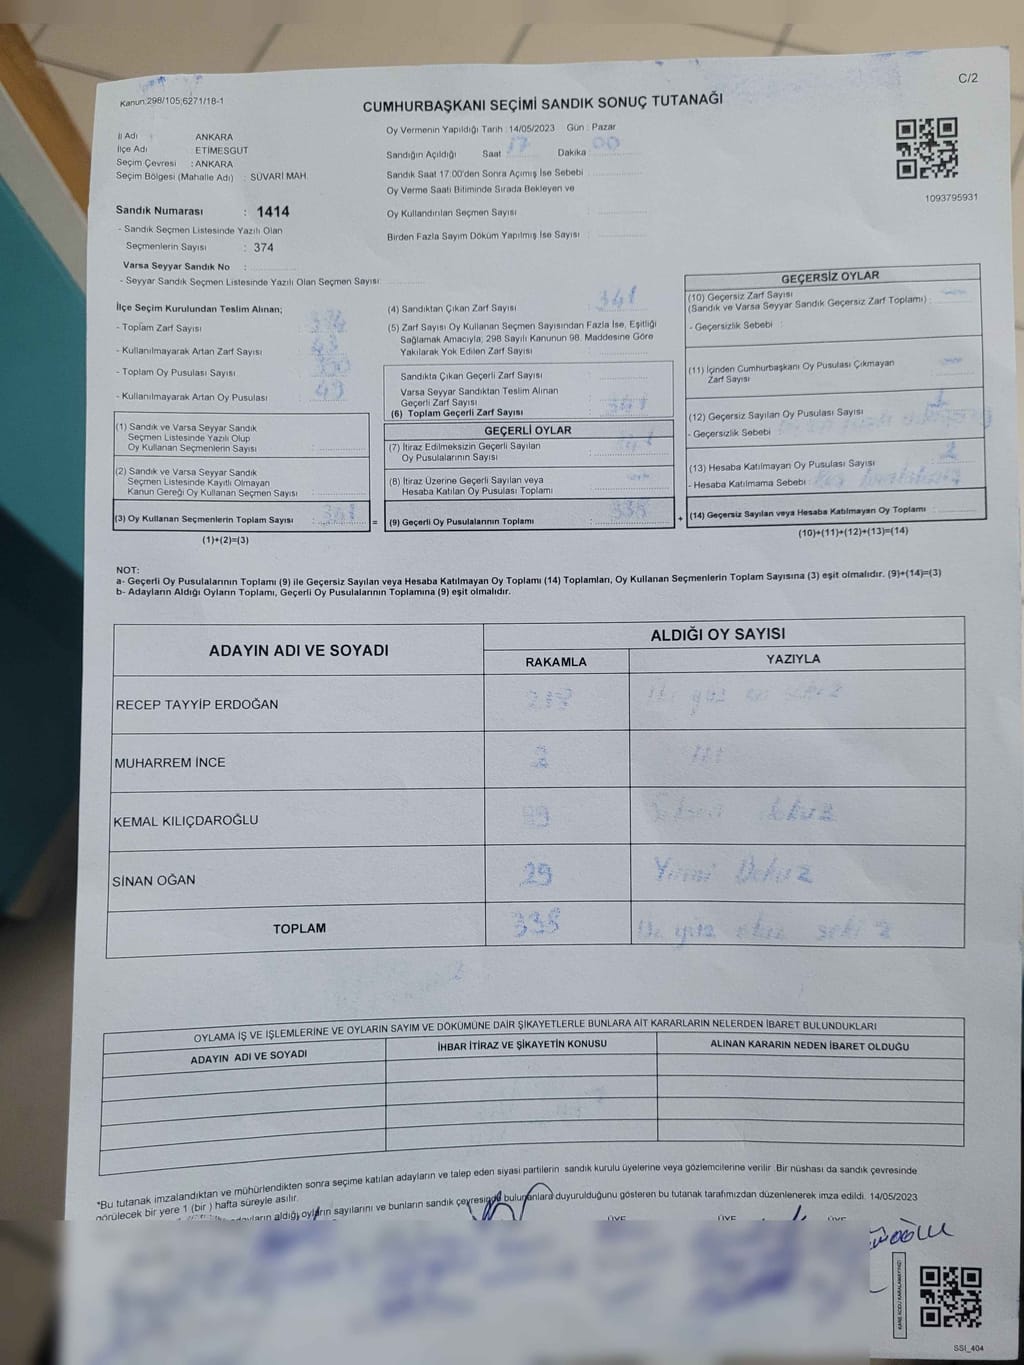 C/2
Kanun:298/105;6271/18-1
CUMHURBAŞKANI SEÇİMİ SANDIK SONUÇ TUTANAĞI
İl Adı ANKARA
İlçe Adı : ETİMESGUT
Seçim Çevresi : ANKARA
Seçim Bölgesi (Mahalle Adı) : SÜVARİ MAH.
Sandık Numarası : 1414
- Sandık Seçmen Listesinde Yazılı Olan
Seçmenlerin Sayısı : 374
Varsa Seyyar Sandık No :
- Seyyar Sandık Seçmen Listesinde Yazılı Olan Seçmen Sayısı:
Oy Vermenin Yapıldığı Tarih : 14/05/2023 Gün : Pazar
Sandığın Açıldığı Saat 17 Dakika 00
Sandık Saat 17:00'den Sonra Açımış İse Sebebi :
Oy Verme Saati Bitiminde Sırada Bekleyen ve
Oy Kullandırılan Seçmen Sayısı :
Birden Fazla Sayım Döküm Yapılmış İse Sayısı :
1093795931
İlçe Seçim Kurulundan Teslim Alınan;
- Toplam Zarf Sayısı :
- Kullanılmayarak Artan Zarf Sayısı :
- Toplam Oy Pusulası Sayısı :
- Kullanılmayarak Artan Oy Pusulası : 49
(1) Sandık ve Varsa Seyyar Sandık
Seçmen Listesinde Yazılı Olup
Oy Kullanan Seçmenlerin Sayısı :
(2) Sandık ve Varsa Seyyar Sandık
Seçmen Listesinde Kayıtlı Olmayan
Kanun Gereği Oy Kullanan Seçmen Sayısı :
(3) Oy Kullanan Seçmenlerin Toplam Sayısı : 341
(1)+(2)=(3)
=
(4) Sandıktan Çıkan Zarf Sayısı : 341
(5) Zarf Sayısı Oy Kullanan Seçmen Sayısından Fazla İse, Eşitliği
Sağlamak Amacıyla; 298 Sayılı Kanunun 98. Maddesine Göre
Yakılarak Yok Edilen Zarf Sayısı :
Sandıkta Çıkan Geçerli Zarf Sayısı :
Varsa Seyyar Sandıktan Teslim Alınan
Geçerli Zarf Sayısı :
(6) Toplam Geçerli Zarf Sayısı : 341
GEÇERLİ OYLAR
(7) İtiraz Edilmeksizin Geçerli Sayılan
Oy Pusulalarının Sayısı :
(8) İtiraz Üzerine Geçerli Sayılan veya
Hesaba Katılan Oy Pusulası Toplamı :
(9) Geçerli Oy Pusulalarının Toplamı : 338
+
GEÇERSİZ OYLAR
(10) Geçersiz Zarf Sayısı
(Sandık ve Varsa Seyyar Sandık Geçersiz Zarf Toplamı) :
- Geçersizlik Sebebi :
(11) İçinden Cumhurbaşkanı Oy Pusulası Çıkmayan
Zarf Sayısı
(12) Geçersiz Sayılan Oy Pusulası Sayısı : 1
- Geçersizlik Sebebi :
(13) Hesaba Katılmayan Oy Pusulası Sayısı : 2
- Hesaba Katılmama Sebebi :
(14) Geçersiz Sayılan veya Hesaba Katılmayan Oy Toplamı :
(10)+(11)+(12)+(13)=(14)
NOT:
a- Geçerli Oy Pusulalarının Toplamı (9) ile Geçersiz Sayılan veya Hesaba Katılmayan Oy Toplamı (14) Toplamları, Oy Kullanan Seçmenlerin Toplam Sayısına (3) eşit olmalıdır. (9)+(14)=(3)
b- Adayların Aldığı Oyların Toplamı, Geçerli Oy Pusulalarının Toplamına (9) eşit olmalıdır.
ADAYIN ADI VE SOYADI
ALDIĞI OY SAYISI
RAKAMLA YAZIYLA
RECEP TAYYİP ERDOĞAN
MUHARREM İNCE 2 iki
KEMAL KILIÇDAROĞLU
SİNAN OĞAN 29 Yirmi Dokuz
TOPLAM 338 Üç yüz otuz sekiz
OYLAMA İŞ VE İŞLEMLERİNE VE OYLARIN SAYIM VE DÖKÜMÜNE DAİR ŞİKAYETLERLE BUNLARA AİT KARARLARIN NELERDEN İBARET BULUNDUKLARI
ADAYIN ADI VE SOYADI İHBAR İTİRAZ VE ŞİKAYETİN KONUSU ALINAN KARARIN NEDEN İBARET OLDUĞU
*Bu tutanak imzalandıktan ve mühürlendikten sonra seçime katılan adayların ve talep eden siyasi partilerin sandık kurulu üyelerine veya gözlemcilerine verilir. Bir nüshası da sandık çevresinde
görülecek bir yere 1 (bir ) hafta süreyle asılır.
aldığı oyların sayılarını ve bunların sandık çevresinde bulunanlara duyurulduğunu gösteren bu tutanak tarafımızdan düzenlenerek imza edildi. 14/05/2023
ÜYE ÜYE ÜYE
SSI_404